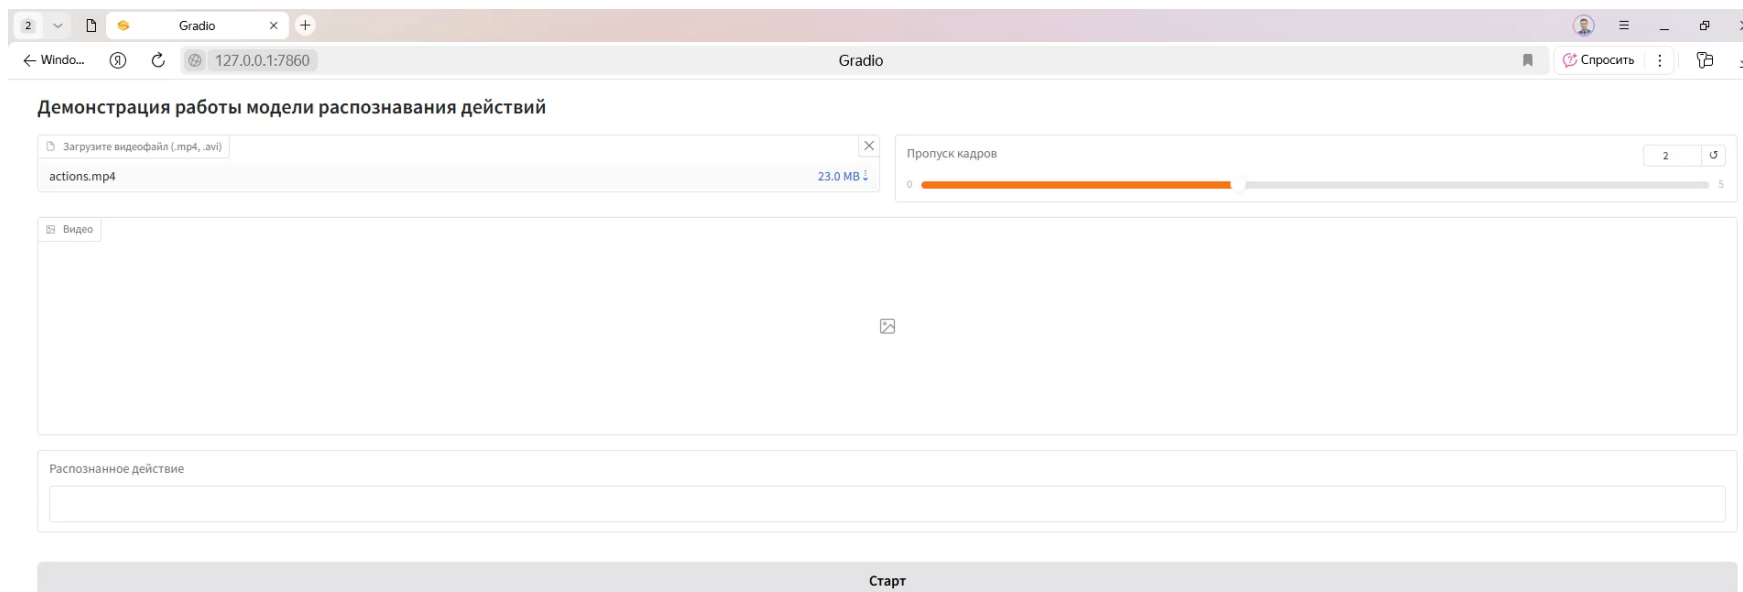 2 Gradio
Windo... Я 127.0.0.1:7860 Gradio Спросить
Демонстрация работы модели распознавания действий
Загрузите видеофайл (.mp4, .avi)
actions.mp4 23.0 MB
Пропуск кадров 2
0 5
Видео
Распознанное действие
Старт